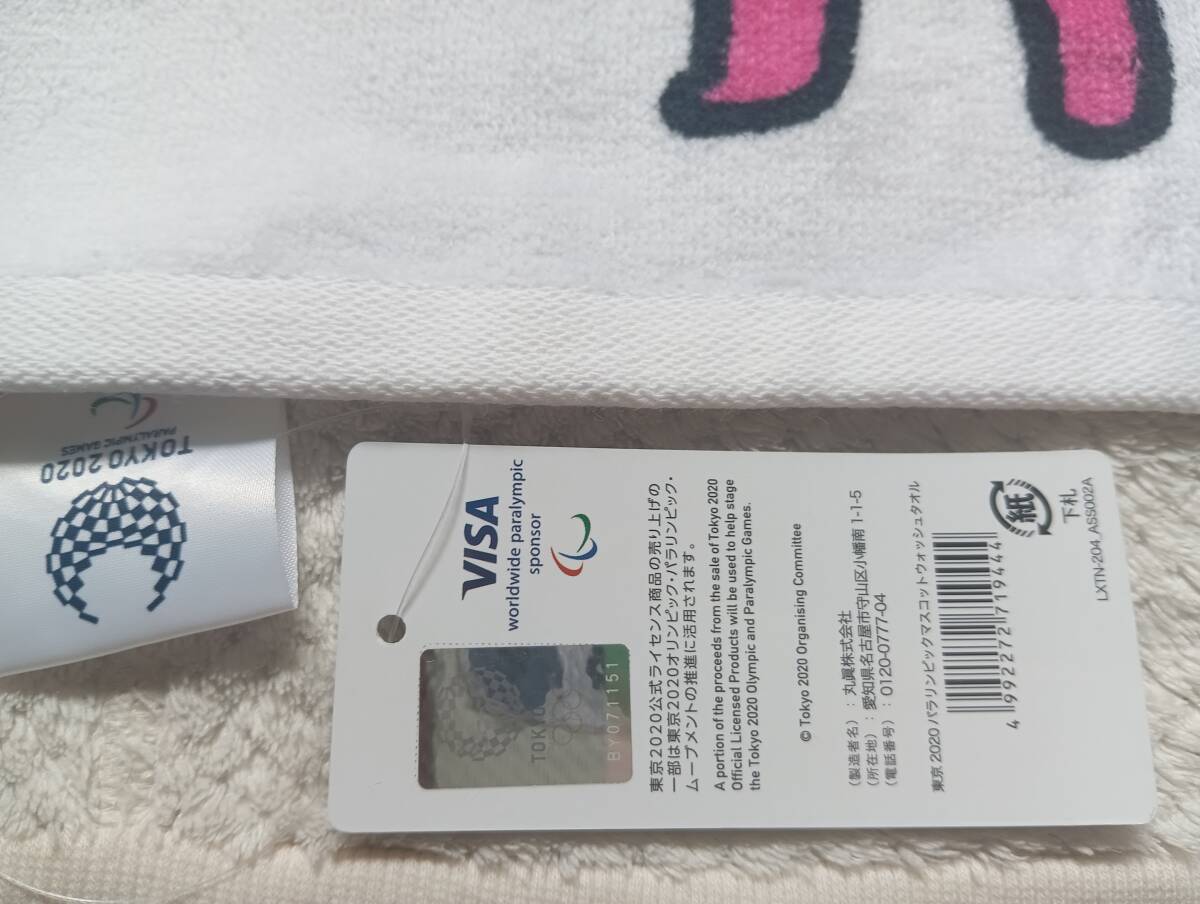 TOKYO 2020
PARALYMPIC GAMES
VISA
worldwide paralympic
sponsor
TOKYO
BY071151
東京2020公式ライセンス商品の売り上げの
一部は東京2020オリンピック・パラリンピック・
ムーブメントの推進に活用されます。
A portion of the proceeds from the sale of Tokyo 2020
Official Licensed Products will be used to help stage
the Tokyo 2020 Olympic and Paralympic Games.
© Tokyo 2020 Organising Committee
（製造者名）：丸眞株式会社
（所在地）：愛知県名古屋市守山区小幡南 1-1-5
（電話番号）：0120-0777-04
東京 2020 パラリンピックマスコットウォッシュタオル
4 992272 719444
紙
下札
LXTN-204 ASS002A